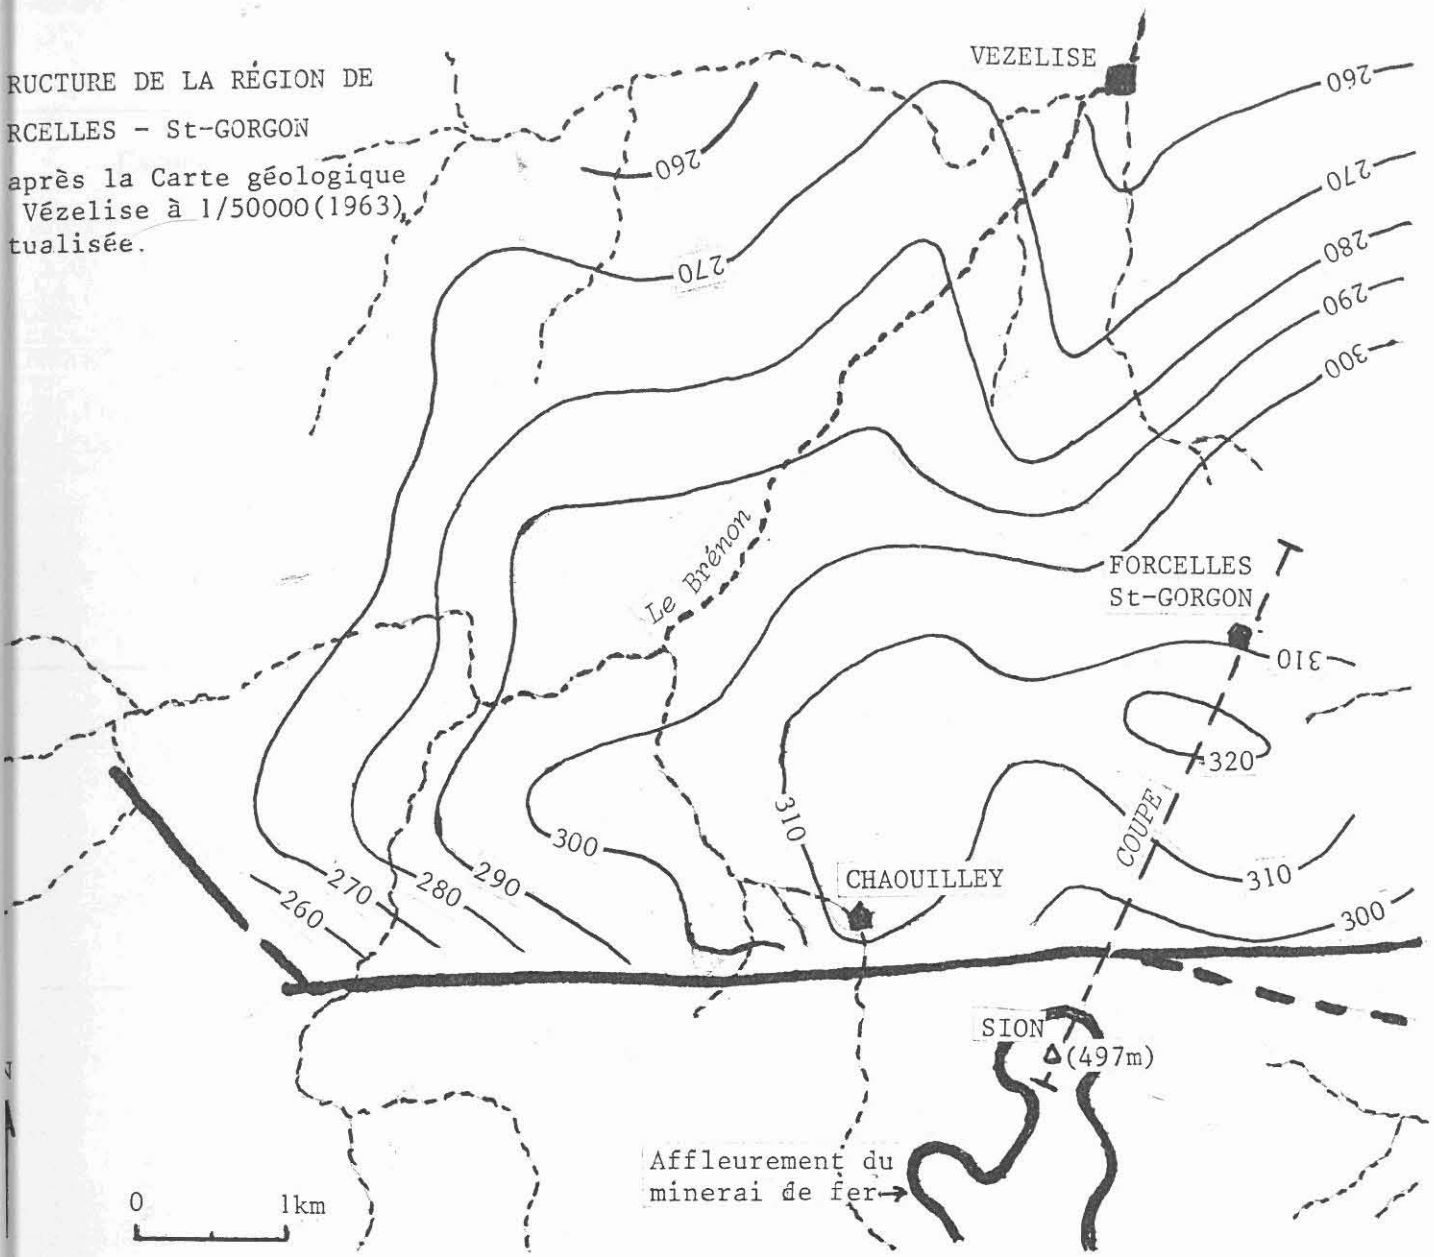 RUCTURE DE LA RÉGION DE
RCELLES - St-GORGON
après la Carte géologique
Vézelise à 1/50000(1963),
tualisée.
VEZELISE
260
260
270
270
280
290
300
Le Brénon
FORCELLES
St-GORGON
310
320
COUPE
310
300
CHAOUILLEY
310
290
280
270
260
300
SION
(497m)
N
Affleurement du
minerai de fer→
0 1km